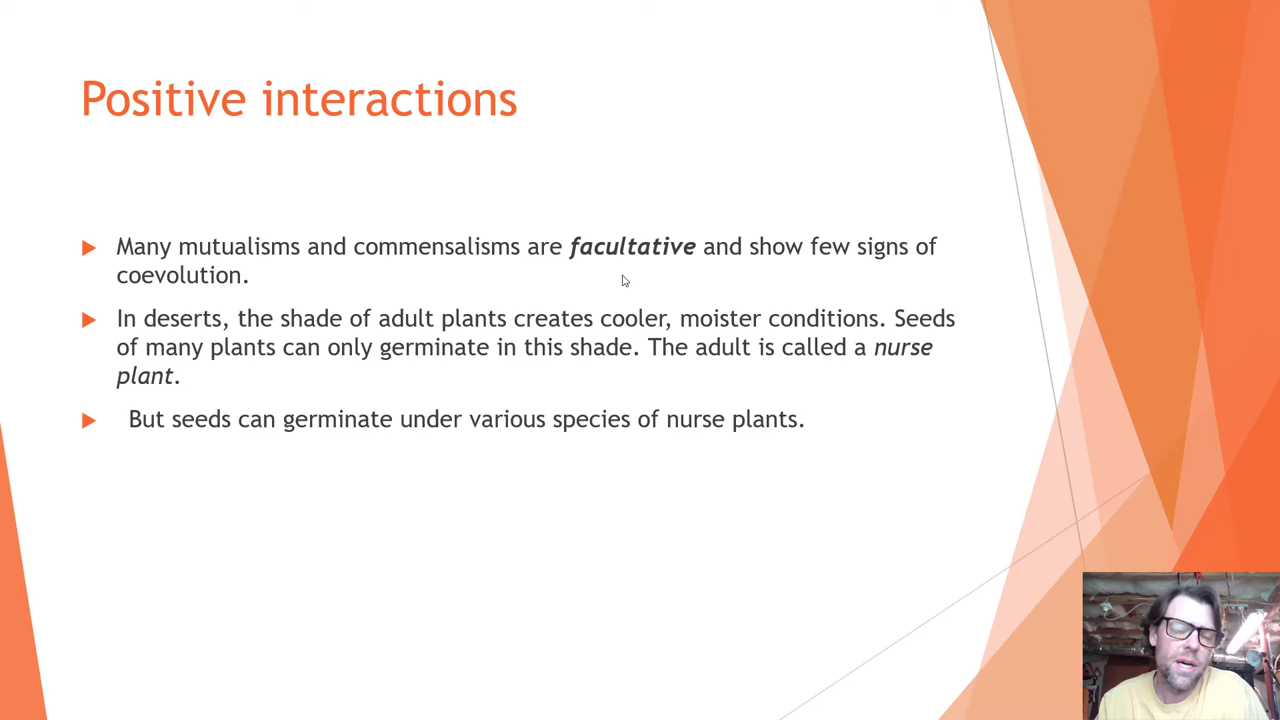 Positive interactions
Many mutualisms and commensalisms are facultative and show few signs of
coevolution.
In deserts, the shade of adult plants creates cooler, moister conditions. Seeds
of many plants can only germinate in this shade. The adult is called a nurse
plant.
But seeds can germinate under various species of nurse plants.